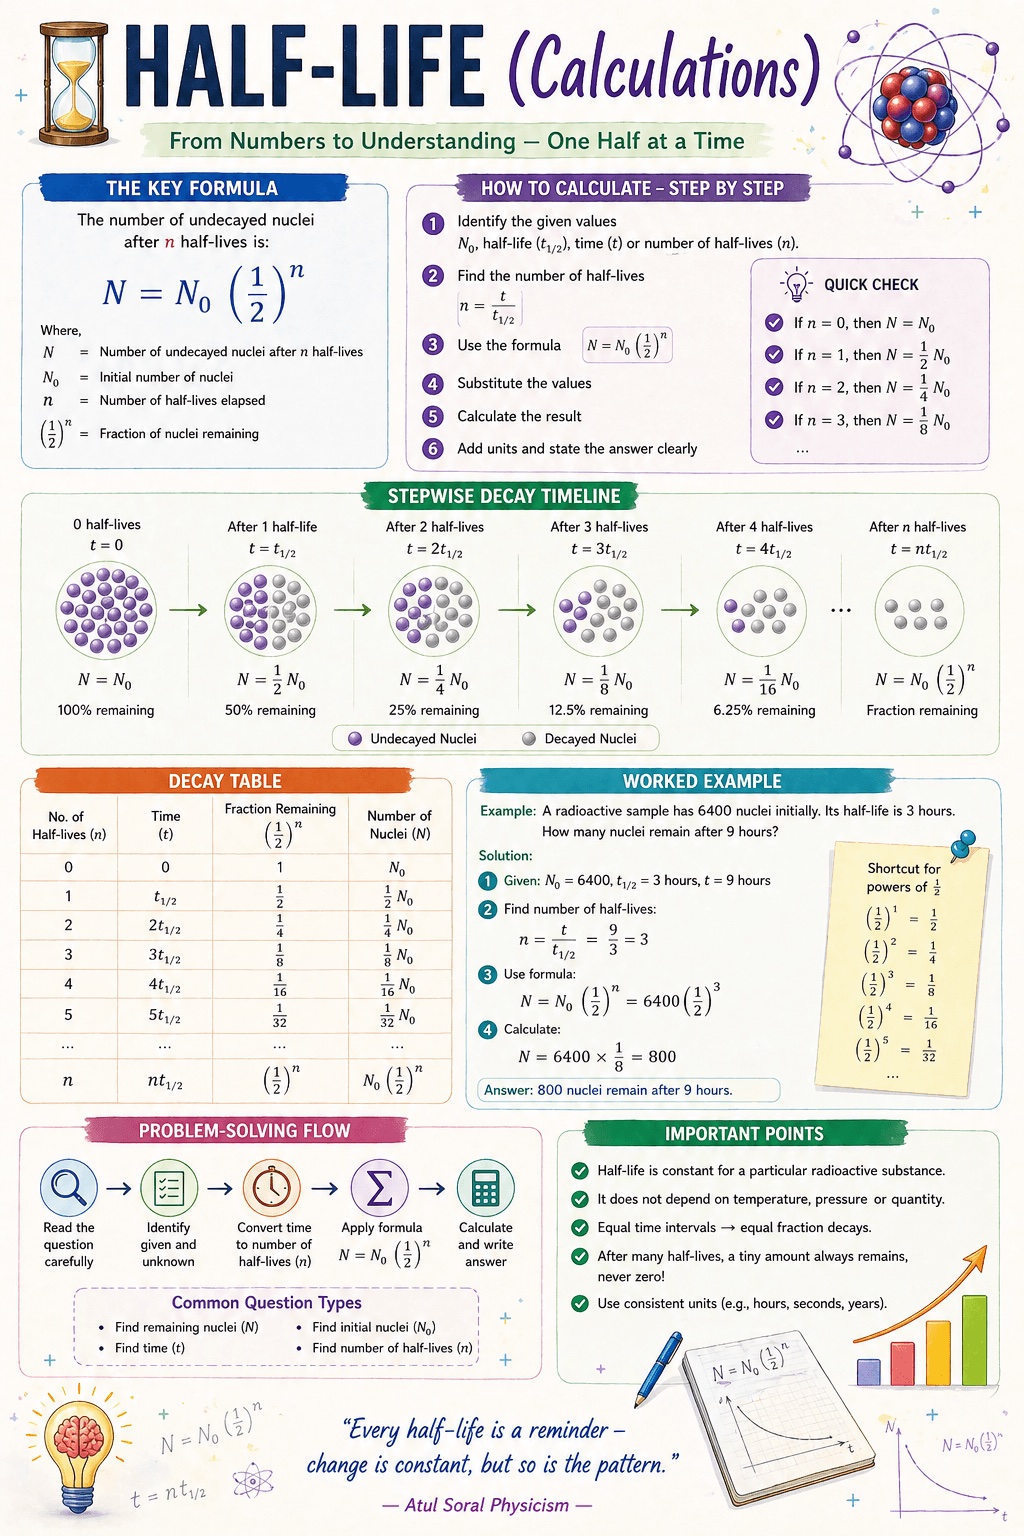 HALF-LIFE (Calculations)
From Numbers to Understanding — One Half at a Time
THE KEY FORMULA
The number of undecayed nuclei
after n half-lives is:
N = N₀ (1/2)ⁿ
Where,
N = Number of undecayed nuclei after n half-lives
N₀ = Initial number of nuclei
n = Number of half-lives elapsed
(1/2)ⁿ = Fraction of nuclei remaining
HOW TO CALCULATE – STEP BY STEP
1 Identify the given values
N₀, half-life (t₁/₂), time (t) or number of half-lives (n).
2 Find the number of half-lives
n = t/t₁/₂
3 Use the formula N = N₀ (1/2)ⁿ
4 Substitute the values
5 Calculate the result
6 Add units and state the answer clearly
QUICK CHECK
If n = 0, then N = N₀
If n = 1, then N = 1/2 N₀
If n = 2, then N = 1/4 N₀
If n = 3, then N = 1/8 N₀
...
STEPWISE DECAY TIMELINE
0 half-lives
t = 0
N = N₀
100% remaining
After 1 half-life
t = t₁/₂
N = 1/2 N₀
50% remaining
After 2 half-lives
t = 2t₁/₂
N = 1/4 N₀
25% remaining
After 3 half-lives
t = 3t₁/₂
N = 1/8 N₀
12.5% remaining
After 4 half-lives
t = 4t₁/₂
N = 1/16 N₀
6.25% remaining
...
After n half-lives
t = nt₁/₂
N = N₀ (1/2)ⁿ
Fraction remaining
Undecayed Nuclei Decayed Nuclei
DECAY TABLE
No. of Half-lives (n) Time (t) Fraction Remaining (1/2)ⁿ Number of Nuclei (N)
0 0 1 N₀
1 t₁/₂ 1/2 1/2 N₀
2 2t₁/₂ 1/4 1/4 N₀
3 3t₁/₂ 1/8 1/8 N₀
4 4t₁/₂ 1/16 1/16 N₀
5 5t₁/₂ 1/32 1/32 N₀
... ... ... ...
n nt₁/₂ (1/2)ⁿ N₀ (1/2)ⁿ
WORKED EXAMPLE
Example: A radioactive sample has 6400 nuclei initially. Its half-life is 3 hours.
How many nuclei remain after 9 hours?
Solution:
1 Given: N₀ = 6400, t₁/₂ = 3 hours, t = 9 hours
2 Find number of half-lives:
n = t/t₁/₂ = 9/3 = 3
3 Use formula:
N = N₀ (1/2)ⁿ = 6400 (1/2)³
4 Calculate:
N = 6400 × 1/8 = 800
Answer: 800 nuclei remain after 9 hours.
Shortcut for
powers of 1/2
(1/2)¹ = 1/2
(1/2)² = 1/4
(1/2)³ = 1/8
(1/2)⁴ = 1/16
(1/2)⁵ = 1/32
...
PROBLEM-SOLVING FLOW
Read the
question
carefully
Identify
given and
unknown
Convert time
to number of
half-lives (n)
Σ
Apply formula
N = N₀ (1/2)ⁿ
Calculate
and write
answer
Common Question Types
• Find remaining nuclei (N)
• Find time (t)
• Find initial nuclei (N₀)
• Find number of half-lives (n)
IMPORTANT POINTS
Half-life is constant for a particular radioactive substance.
It does not depend on temperature, pressure or quantity.
Equal time intervals → equal fraction decays.
After many half-lives, a tiny amount always remains,
never zero!
Use consistent units (e.g., hours, seconds, years).
N = N₀ (1/2)ⁿ
t = nt₁/₂
“Every half-life is a reminder –
change is constant, but so is the pattern.”
— Atul Soral Physicism —
N = N₀ (1/2)ⁿ
t
N
N = N₀ (1/2)ⁿ
t